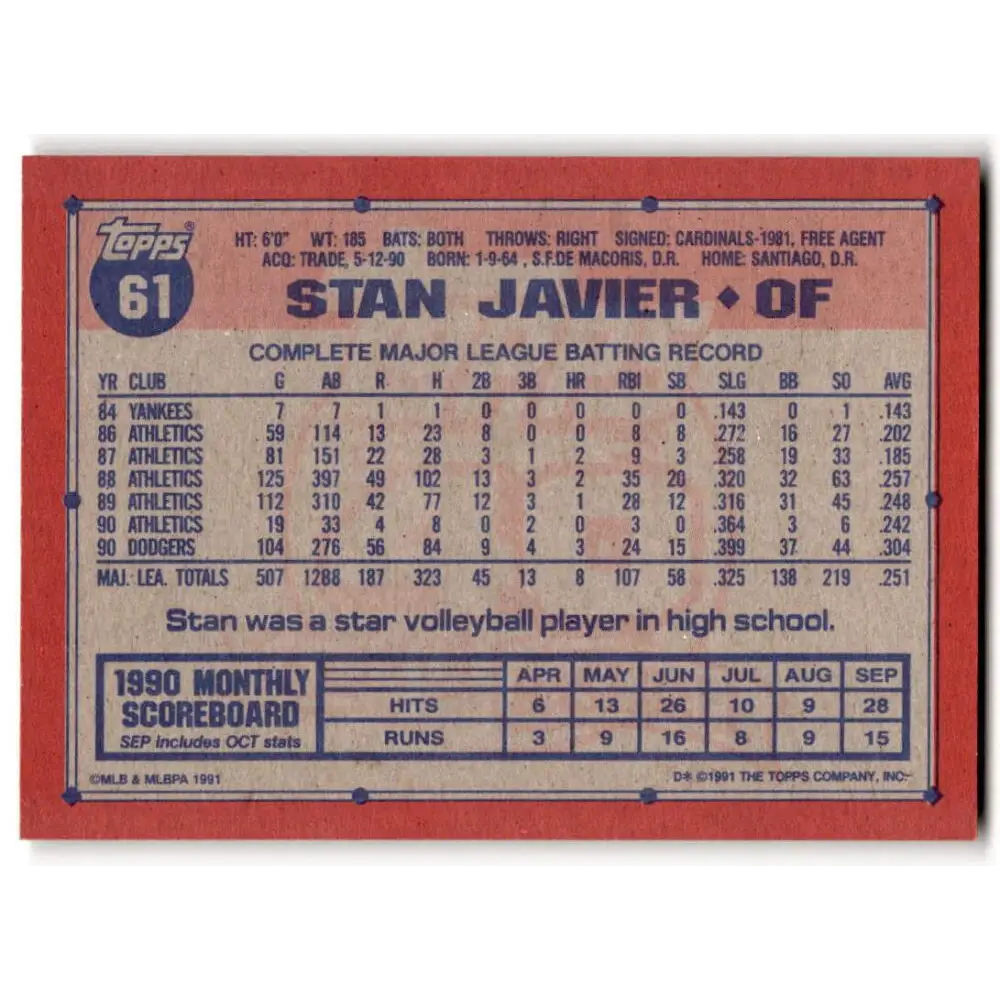 Topps®
61
HT: 6'0" WT: 185 BATS: BOTH THROWS: RIGHT SIGNED: CARDINALS-1981, FREE AGENT
ACQ: TRADE, 5-12-90 BORN: 1-9-64 , S.F.DE MACORIS, D.R. HOME: SANTIAGO, D.R.
STAN JAVIER ◆ OF
COMPLETE MAJOR LEAGUE BATTING RECORD
YR CLUB G AB R H 2B 3B HR RBI SB SLG BB SO AVG
84 YANKEES 7 7 1 1 0 0 0 0 0 .143 0 1 .143
86 ATHLETICS 59 114 13 23 8 0 0 8 8 .272 16 27 .202
87 ATHLETICS 81 151 22 28 3 1 2 9 3 .258 19 33 .185
88 ATHLETICS 125 397 49 102 13 3 2 35 20 .320 32 63 .257
89 ATHLETICS 112 310 42 77 12 3 1 28 12 .316 31 45 .248
90 ATHLETICS 19 33 4 8 0 2 0 3 0 .364 3 6 .242
90 DODGERS 104 276 56 84 9 4 3 24 15 .399 37 44 .304
MAJ. LEA. TOTALS 507 1288 187 323 45 13 8 107 58 .325 138 219 .251
Stan was a star volleyball player in high school.
1990 MONTHLY
SCOREBOARD
SEP includes OCT stats
APR MAY JUN JUL AUG SEP
HITS 6 13 26 10 9 28
RUNS 3 9 16 8 9 15
©MLB & MLBPA 1991
D* ©1991 THE TOPPS COMPANY, INC.